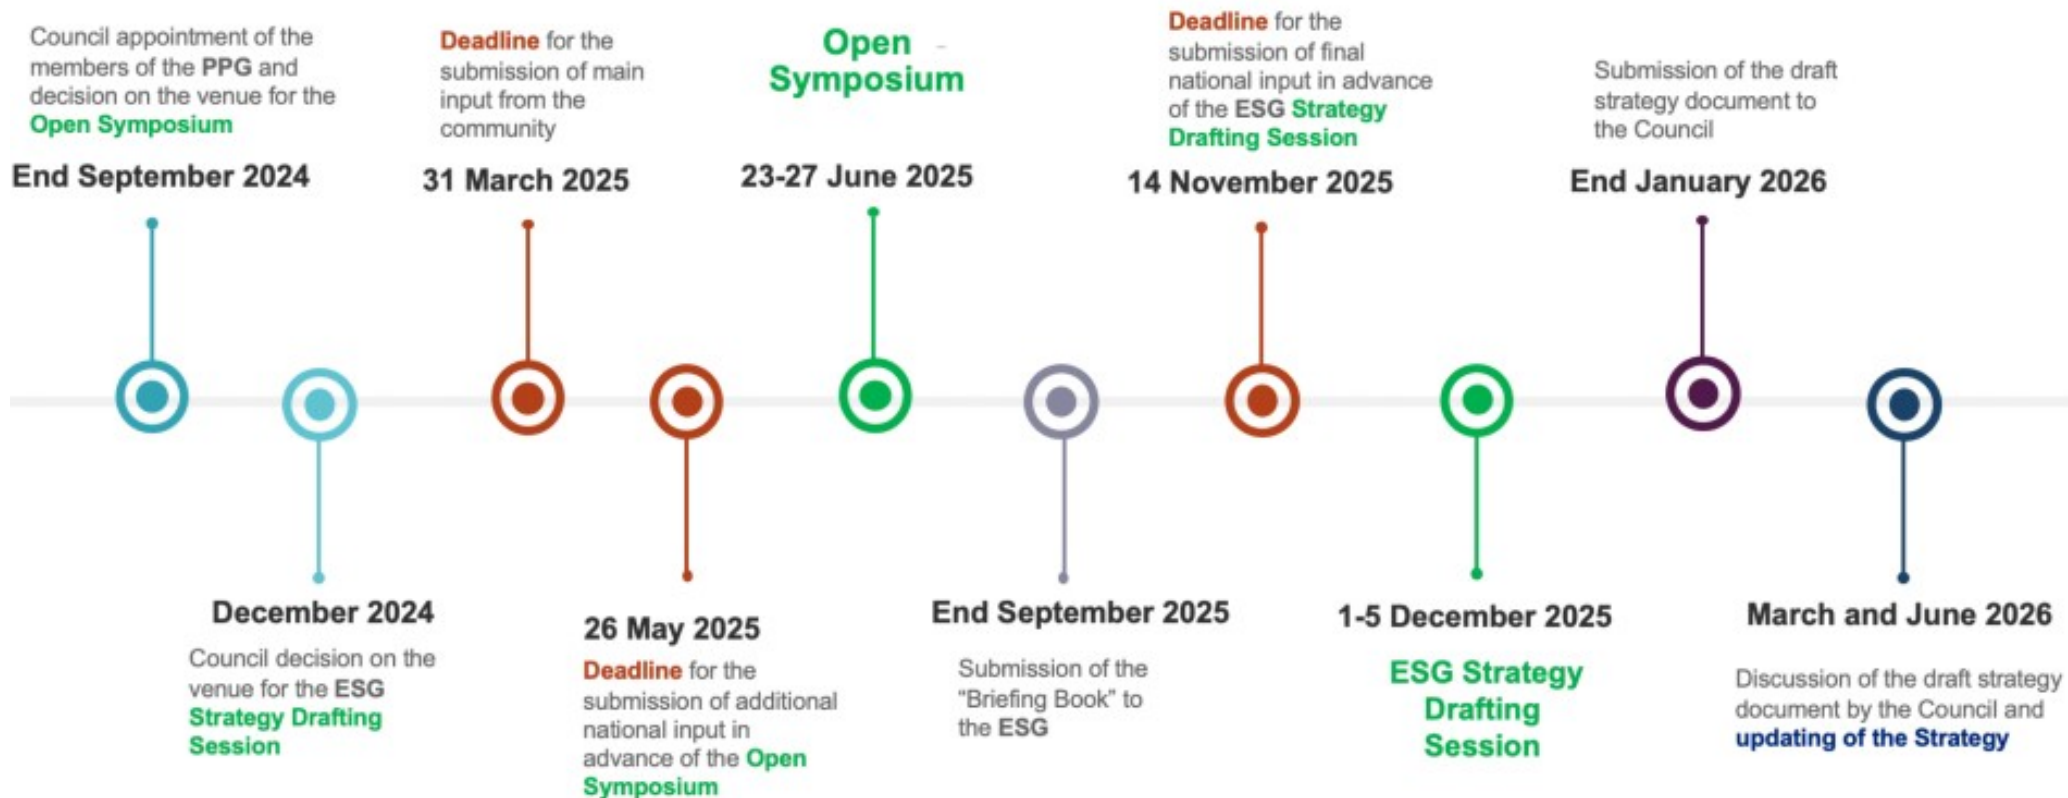 Council appointment of the
members of the PPG and
decision on the venue for the
Open Symposium
End September 2024
Deadline for the
submission of main
input from the
community
31 March 2025
Open
Symposium
23-27 June 2025
Deadline for the
submission of final
national input in advance
of the ESG Strategy
Drafting Session
14 November 2025
Submission of the draft
strategy document to
the Council
End January 2026
December 2024
Council decision on the
venue for the ESG
Strategy Drafting
Session
26 May 2025
Deadline for the
submission of additional
national input in
advance of the Open
Symposium
End September 2025
Submission of the
“Briefing Book” to
the ESG
1-5 December 2025
ESG Strategy
Drafting
Session
March and June 2026
Discussion of the draft strategy
document by the Council and
updating of the Strategy